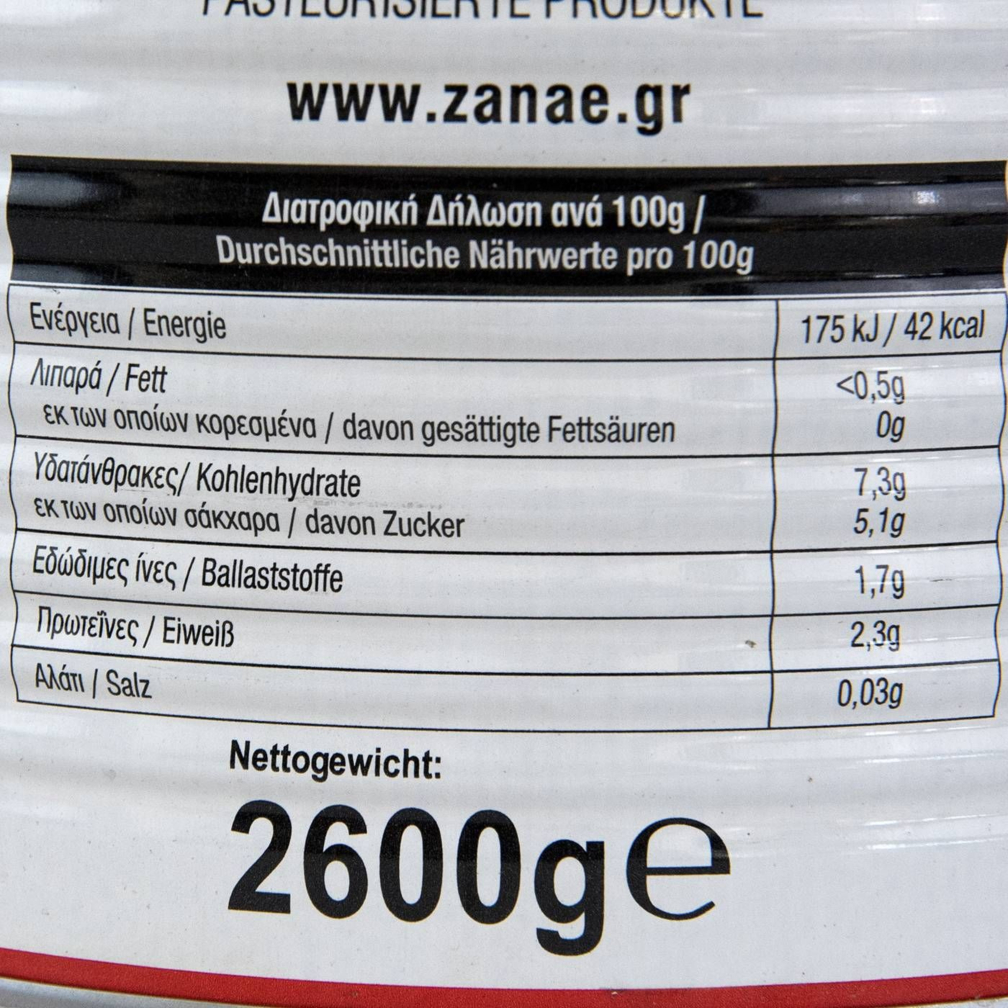 PASTEURISIERTE PRODUKTE
www.zanae.gr
Διατροφική Δήλωση ανά 100g /
Durchschnittliche Nährwerte pro 100g
Ενέργεια / Energie 175 kJ / 42 kcal
Λιπαρά / Fett <0,5g
εκ των οποίων κορεσμένα / davon gesättigte Fettsäuren 0g
Υδατάνθρακες/ Kohlenhydrate 7,3g
εκ των οποίων σάκχαρα / davon Zucker 5,1g
Εδώδιμες ίνες / Ballaststoffe 1,7g
Πρωτεΐνες / Eiweiß 2,3g
Αλάτι / Salz 0,03g
Nettogewicht:
2600g℮